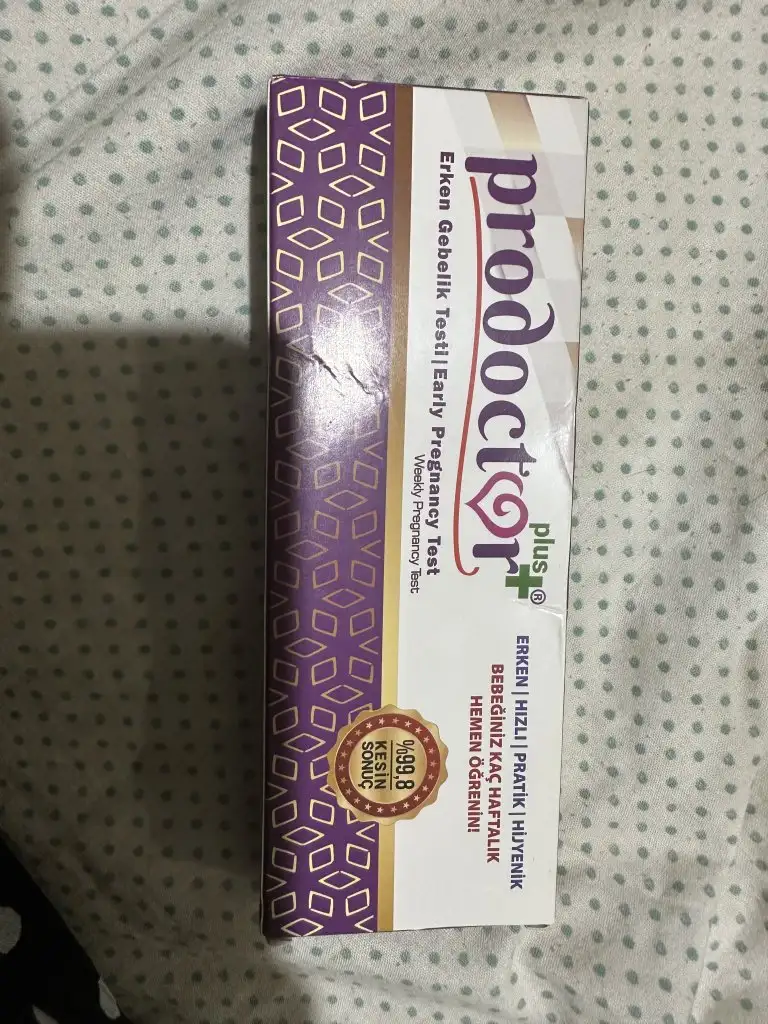 prodoctor plus+®
Erken Gebelik Testi | Early Pregnancy Test
Weekly Pregnancy Test
ERKEN | HIZLI | PRATİK | HİJYENİK
BEBEĞİNİZ KAÇ HAFTALIK
HEMEN ÖĞRENİN!
%99,8
KESİN
SONUÇ